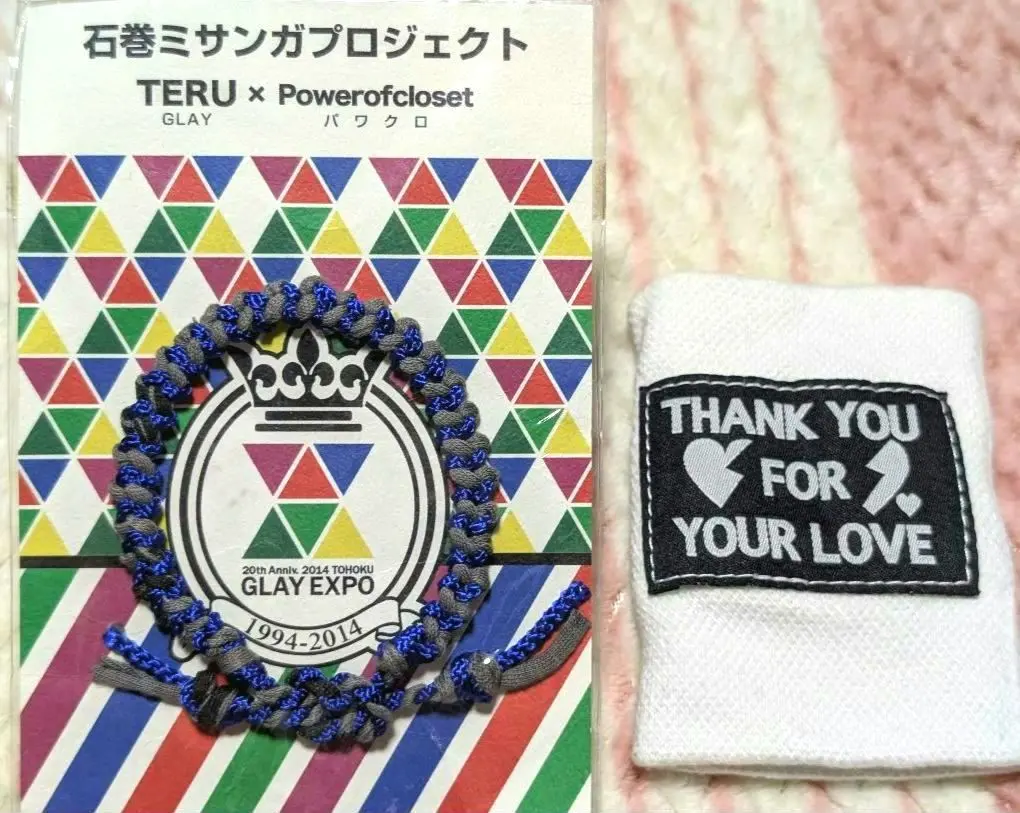 石巻ミサンガプロジェクト
TERU × Powerofcloset
GLAY パワクロ
20th Anniv. 2014 TOHOKU
GLAY EXPO
1994-2014
THANK YOU
FOR
YOUR LOVE